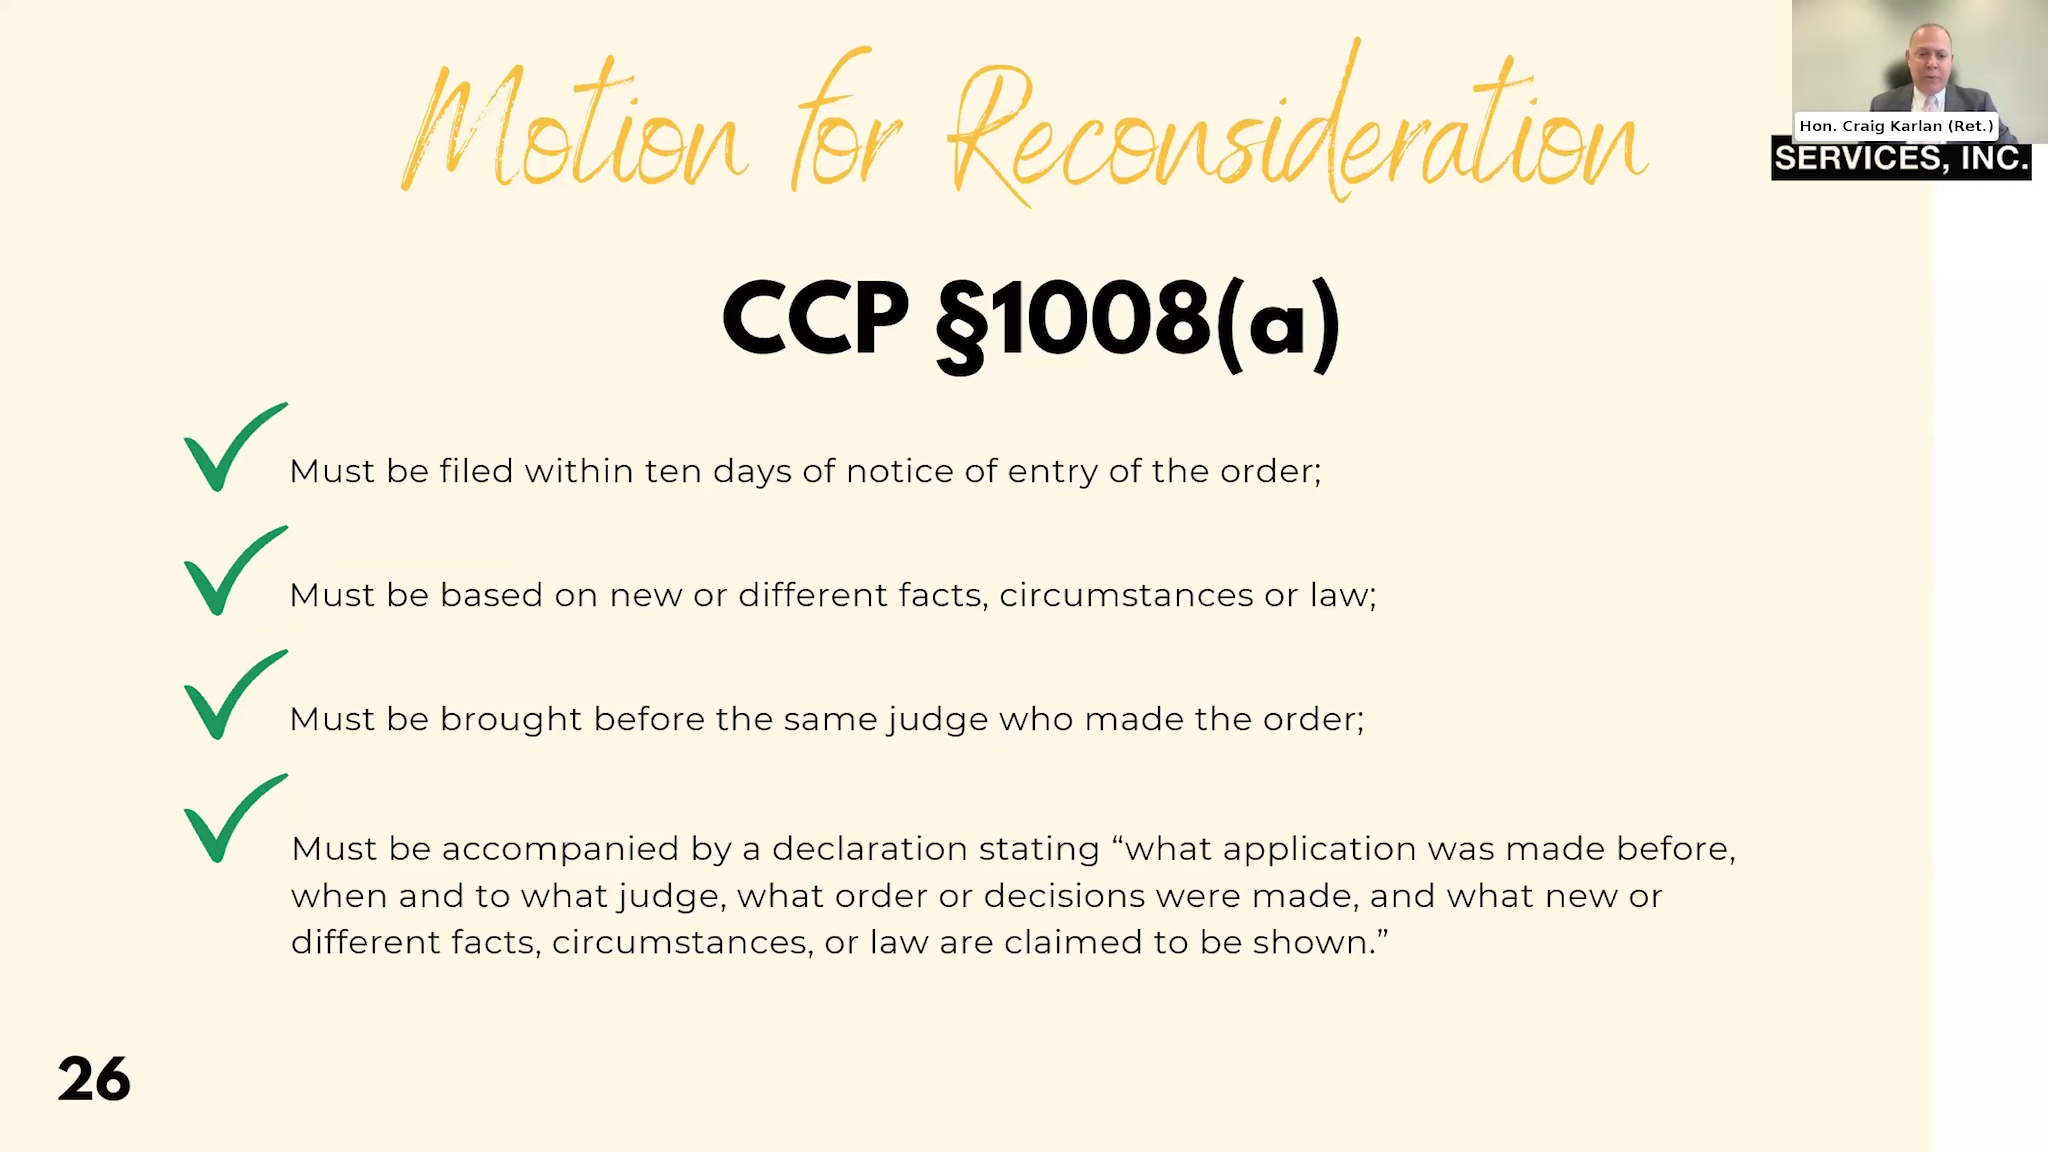 Motion for Reconsideration
Hon. Craig Karlan (Ret.)
SERVICES, INC.
CCP §1008(a)
Must be filed within ten days of notice of entry of the order;
Must be based on new or different facts, circumstances or law;
Must be brought before the same judge who made the order;
Must be accompanied by a declaration stating “what application was made before,
when and to what judge, what order or decisions were made, and what new or
different facts, circumstances, or law are claimed to be shown.”
26